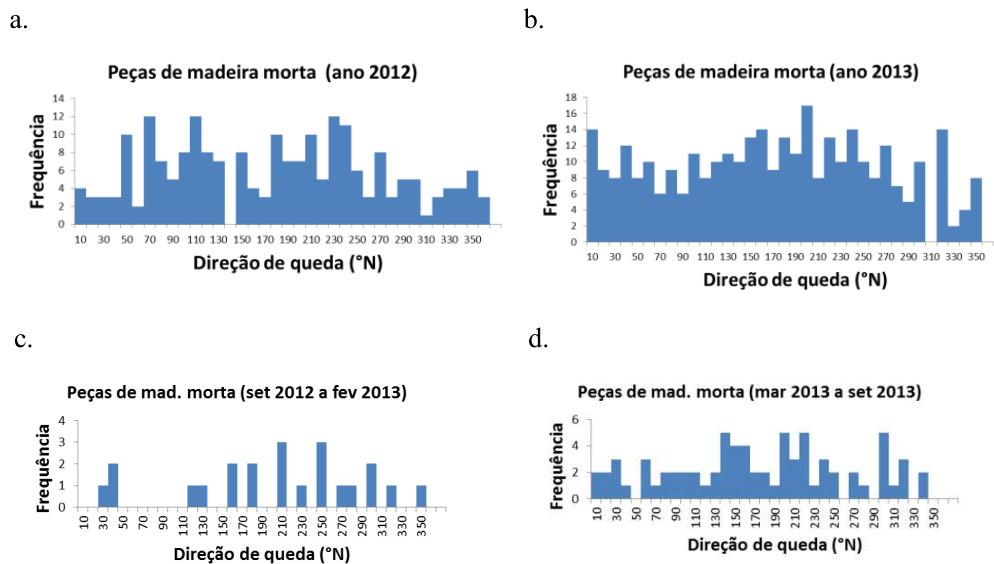 a.
Peças de madeira morta (ano 2012)
Frequência
14
12
10
8
6
4
2
0
10 30 50 70 90 110 130 150 170 190 210 230 250 270 290 310 330 350
Direção de queda (°N)
b.
Peças de madeira morta (ano 2013)
Frequência
18
16
14
12
10
8
6
4
2
0
10 30 50 70 90 110 130 150 170 190 210 230 250 270 290 310 330 350
Direção de queda (°N)
c.
Peças de mad. morta (set 2012 a fev 2013)
Frequência
4
3
2
1
0
10 30 50 70 90 110 130 150 170 190 210 230 250 270 290 310 330 350
Direção de queda (°N)
d.
Peças de mad. morta (mar 2013 a set 2013)
Frequência
6
4
2
0
10 30 50 70 90 110 130 150 170 190 210 230 250 270 290 310 330 350
Direção de queda (°N)